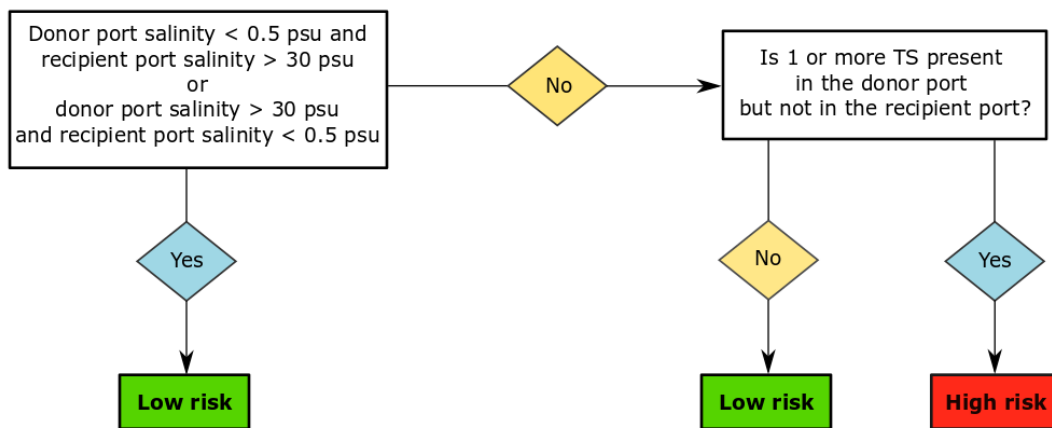 Donor port salinity < 0.5 psu and
recipient port salinity > 30 psu
or
donor port salinity > 30 psu
and recipient port salinity < 0.5 psu
No
Is 1 or more TS present
in the donor port
but not in the recipient port?
Yes
No
Yes
Low risk
Low risk
High risk